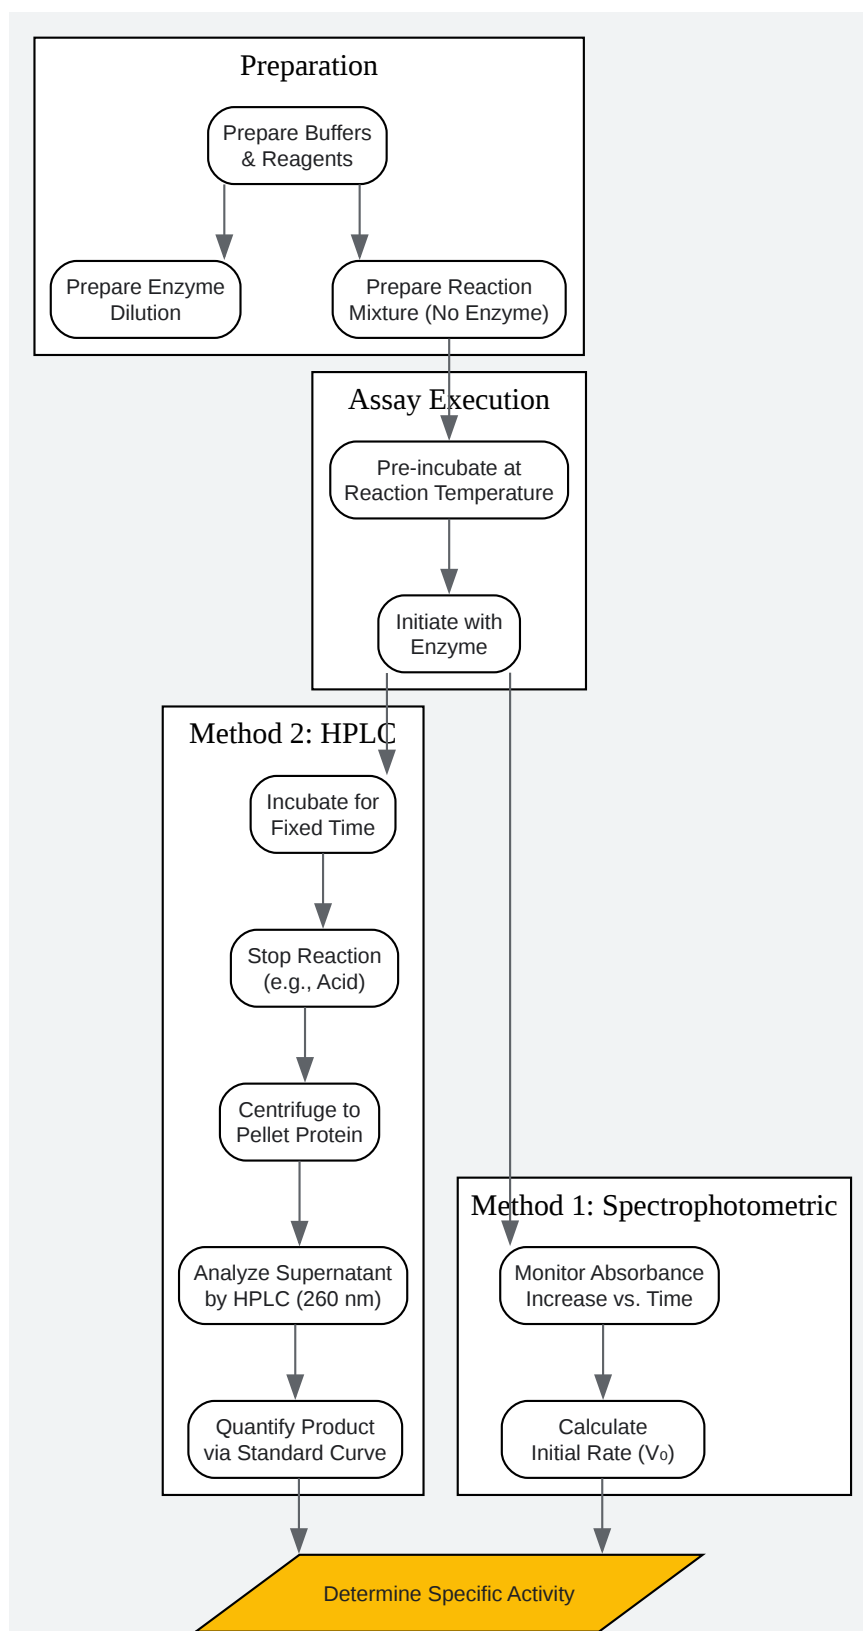 Preparation
Prepare Buffers
& Reagents
Prepare Enzyme
Dilution
Prepare Reaction
Mixture (No Enzyme)
Assay Execution
Pre-incubate at
Reaction Temperature
Initiate with
Enzyme
Method 2: HPLC
Incubate for
Fixed Time
Stop Reaction
(e.g., Acid)
Centrifuge to
Pellet Protein
Analyze Supernatant
by HPLC (260 nm)
Quantify Product
via Standard Curve
Method 1: Spectrophotometric
Monitor Absorbance
Increase vs. Time
Calculate
Initial Rate (V₀)
Determine Specific Activity